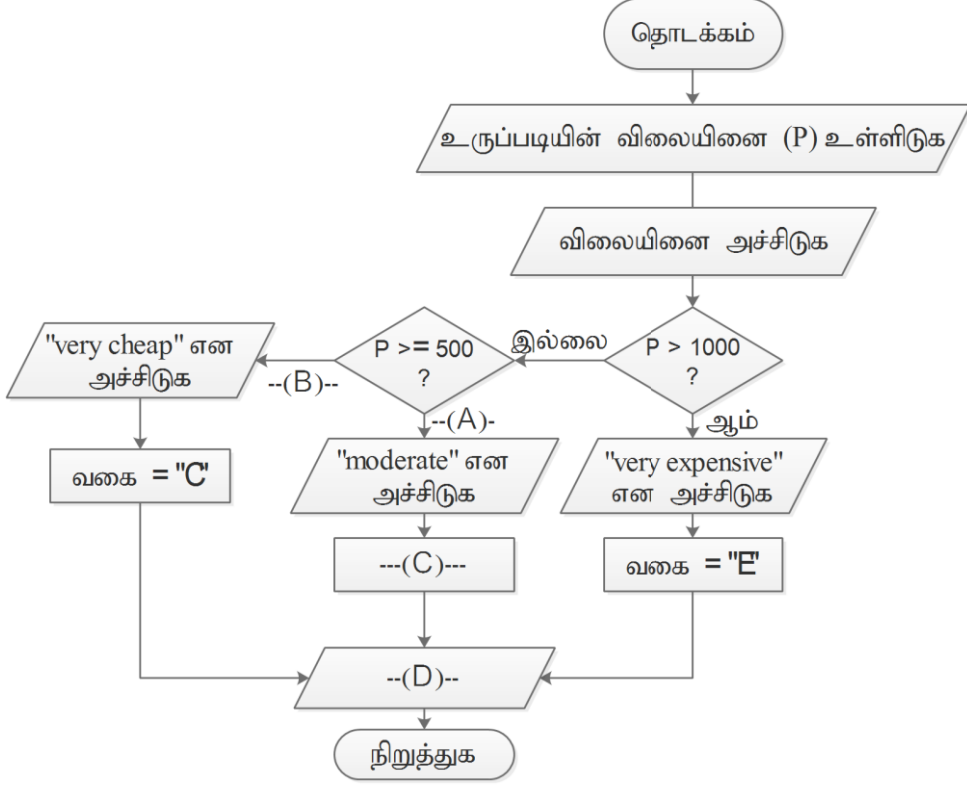 தொடக்கம்
உருப்படியின் விலையினை (P) உள்ளிடுக
விலையினை அச்சிடுக
P > 1000
?
இல்லை
P >= 500
?
--(B)--
"very cheap" என
அச்சிடுக
--(A)-
ஆம்
வகை = "C"
"moderate" என
அச்சிடுக
"very expensive"
என அச்சிடுக
---(C)---
வகை = "E"
--(D)--
நிறுத்துக